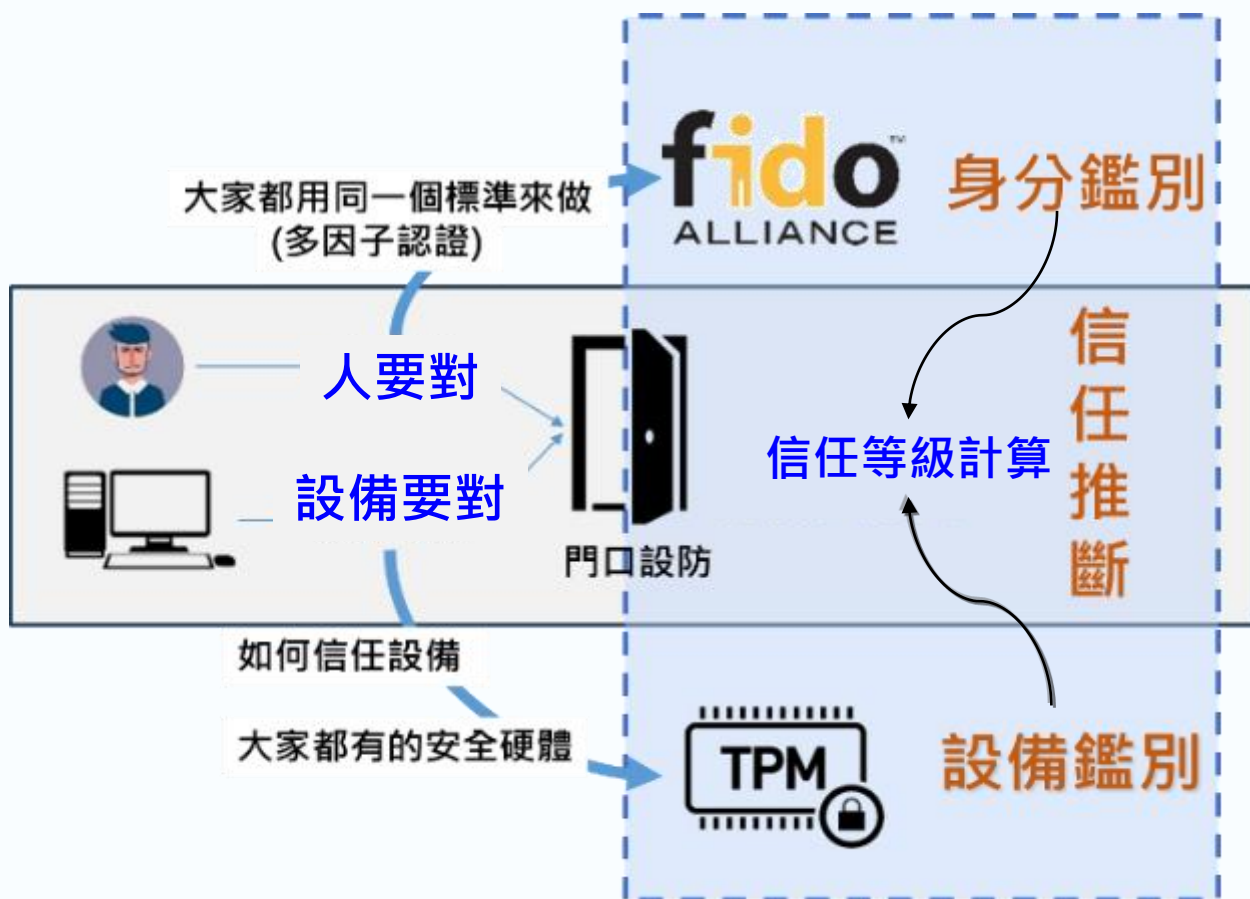 fido™
ALLIANCE
身分鑑別
大家都用同一個標準來做
(多因子認證)
人要對
設備要對
門口設防
信任等級計算
信任推斷
如何信任設備
大家都有的安全硬體
TPM
設備鑑別